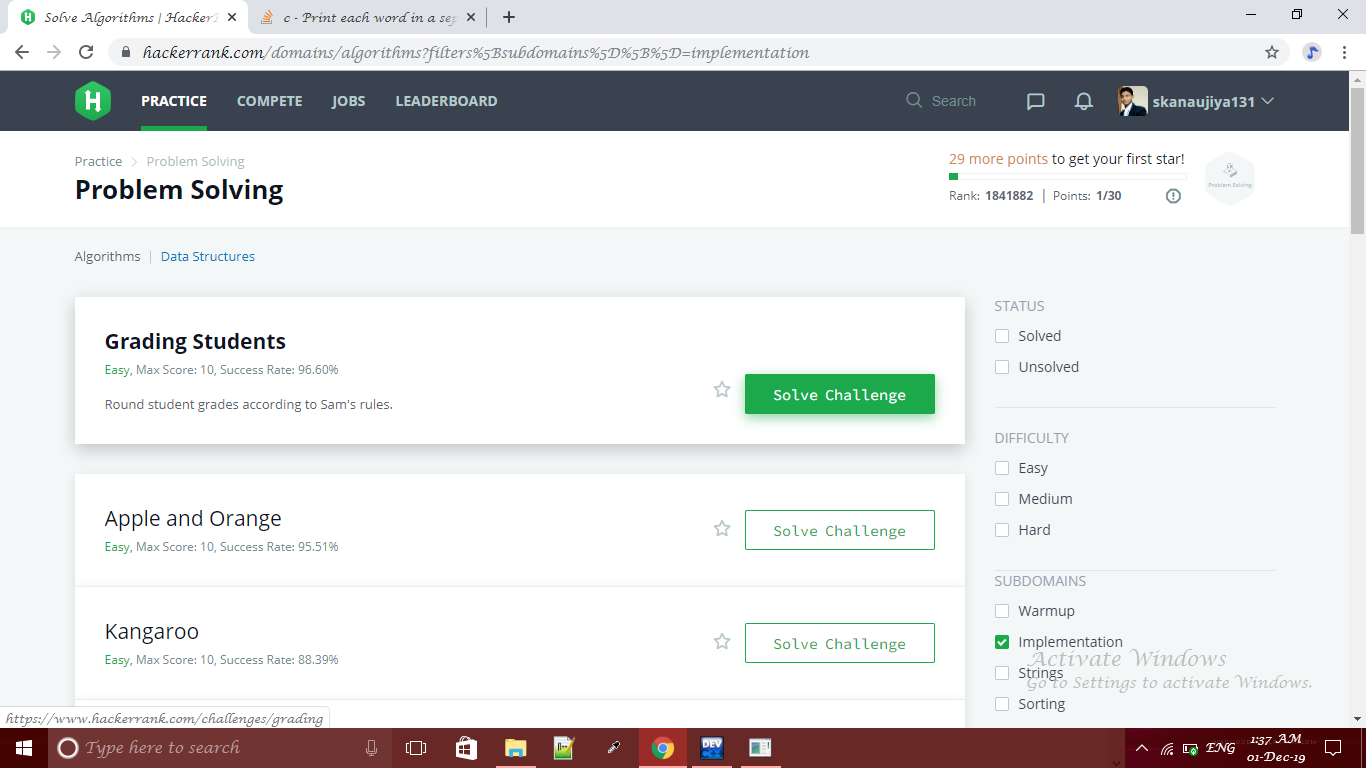 Solve Algorithms | HackerR
c - Print each word in a sep
hackerrank.com/domains/algorithms?filters%5Bsubdomains%5D%5B%5D=implementation
H PRACTICE COMPETE JOBS LEADERBOARD Search skanaujiya131
Practice > Problem Solving
Problem Solving
29 more points to get your first star!
Rank: 1841882 | Points: 1/30
Problem Solving
Algorithms | Data Structures
Grading Students
Easy, Max Score: 10, Success Rate: 96.60%
Round student grades according to Sam's rules.
Solve Challenge
Apple and Orange
Easy, Max Score: 10, Success Rate: 95.51%
Solve Challenge
Kangaroo
Easy, Max Score: 10, Success Rate: 88.39%
Solve Challenge
STATUS
Solved
Unsolved
DIFFICULTY
Easy
Medium
Hard
SUBDOMAINS
Warmup
Implementation
Strings
Sorting
Activate Windows
Go to Settings to activate Windows.
https://www.hackerrank.com/challenges/grading
Type here to search
DEV
ENG
1:37 AM
01-Dec-19